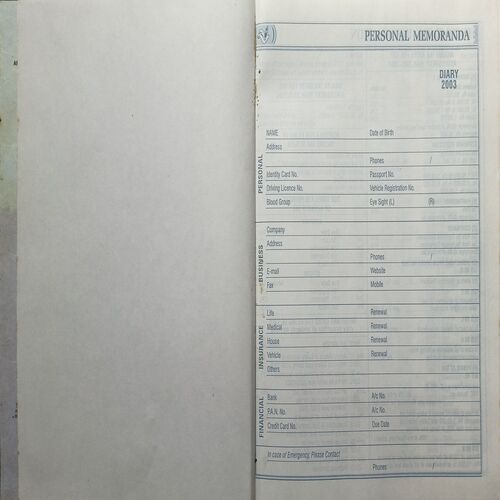 PERSONAL MEMORANDA
DIARY
2003
PERSONAL
NAME Date of Birth
Address
Phones /
Identity Card No. Passport No.
Driving Licence No. Vehicle Registration No.
Blood Group Eye Sight (L) (R)
BUSINESS
Company
Address
Phones /
E-mail Website
Fax Mobile
INSURANCE
Life Renewal
Medical Renewal
House Renewal
Vehicle Renewal
Others
FINANCIAL
Bank A/c No.
P.A.N. No. A/c No.
Credit Card No. Due Date
In case of Emergency, Please Contact
Phones /